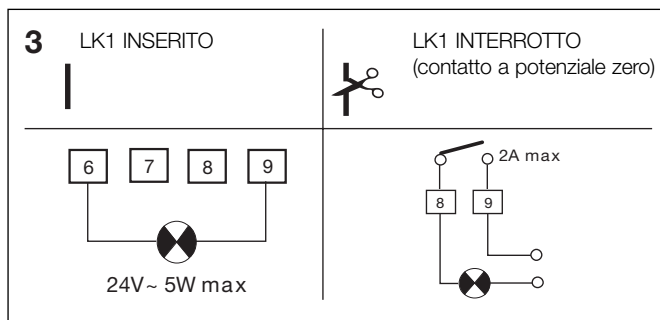 3 LK1 INSERITO
LK1 INTERROTTO
(contatto a potenziale zero)
6 7 8 9
24V~ 5W max
2A max
8 9